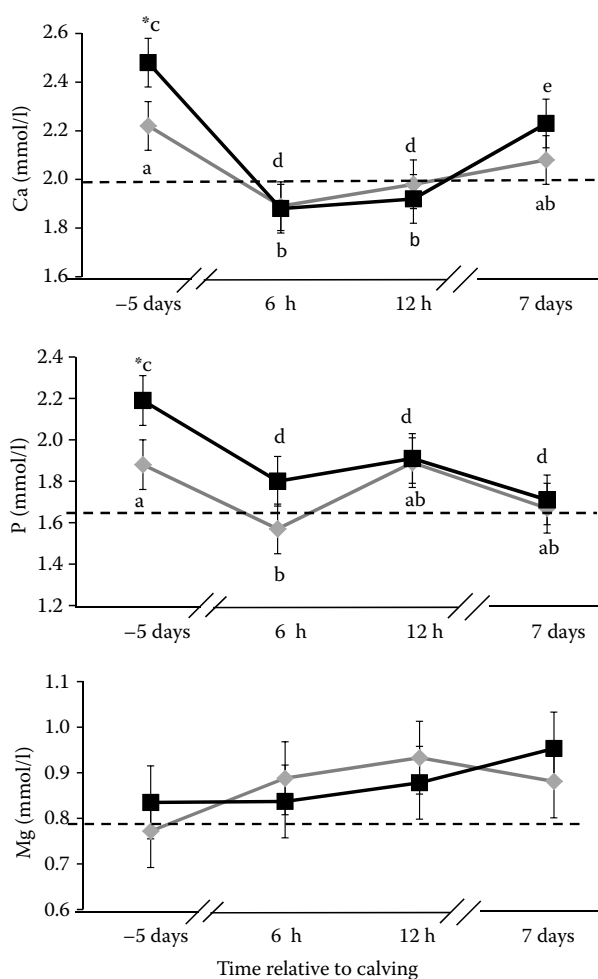 *c
2.6
2.4
e
2.2
d
d
a
2.0
ab
1.8
b
b
1.6
Ca (mmol/l)
–5 days
6 h
12 h
7 days
2.4
*c
2.2
d
d
2.0
d
1.8
a
ab
1.6
ab
b
1.4
1.2
P (mmol/l)
–5 days
6 h
12 h
7 days
1.1
1.0
0.9
0.8
0.7
0.6
Mg (mmol/l)
–5 days
6 h
12 h
7 days
Time relative to calving